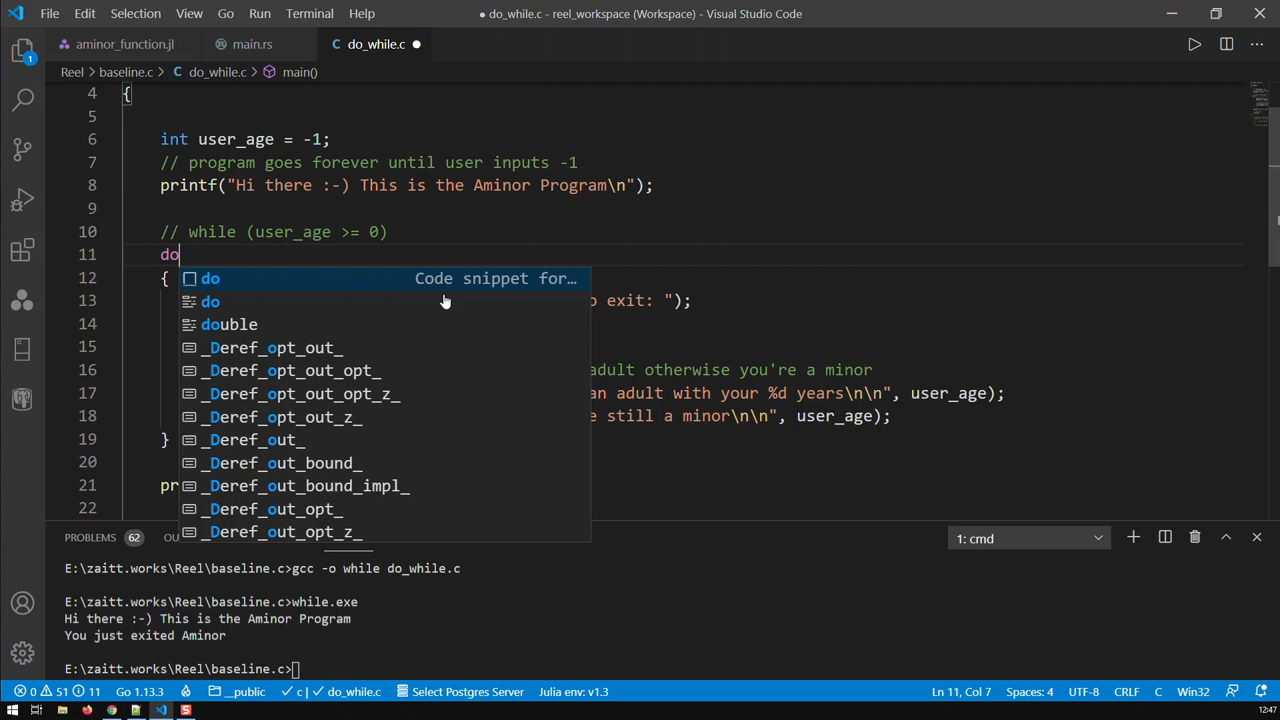 File Edit Selection View Go Run Terminal Help
● do_while.c - reel_workspace (Workspace) - Visual Studio Code
aminor_function.jl main.rs C do_while.c
Reel > baseline.c > C do_while.c > main()
4 {
5
6 int user_age = -1;
7 // program goes forever until user inputs -1
8 printf("Hi there :-) This is the Aminor Program\n");
9
10 // while (user_age >= 0)
11 do
12 {
do Code snippet for…
13 o exit: ");
do
14
double
15
_Deref_opt_out_
16 adult otherwise you're a minor
_Deref_opt_out_opt_
17 an adult with your %d years\n\n", user_age);
_Deref_opt_out_opt_z_
18 e still a minor\n\n", user_age);
_Deref_opt_out_z_
19 }
_Deref_out_
20
_Deref_out_bound_
21 pr
_Deref_out_bound_impl_
22
_Deref_out_opt_
_Deref_out_opt_z_
PROBLEMS 62 OU
1: cmd
E:\zaitt.works\Reel\baseline.c>gcc -o while do_while.c
E:\zaitt.works\Reel\baseline.c>while.exe
Hi there :-) This is the Aminor Program
You just exited Aminor
E:\zaitt.works\Reel\baseline.c>
0 51 11 Go 1.13.3 __public c | do_while.c Select Postgres Server Julia env: v1.3 Ln 11, Col 7 Spaces: 4 UTF-8 CRLF C Win32
12:47